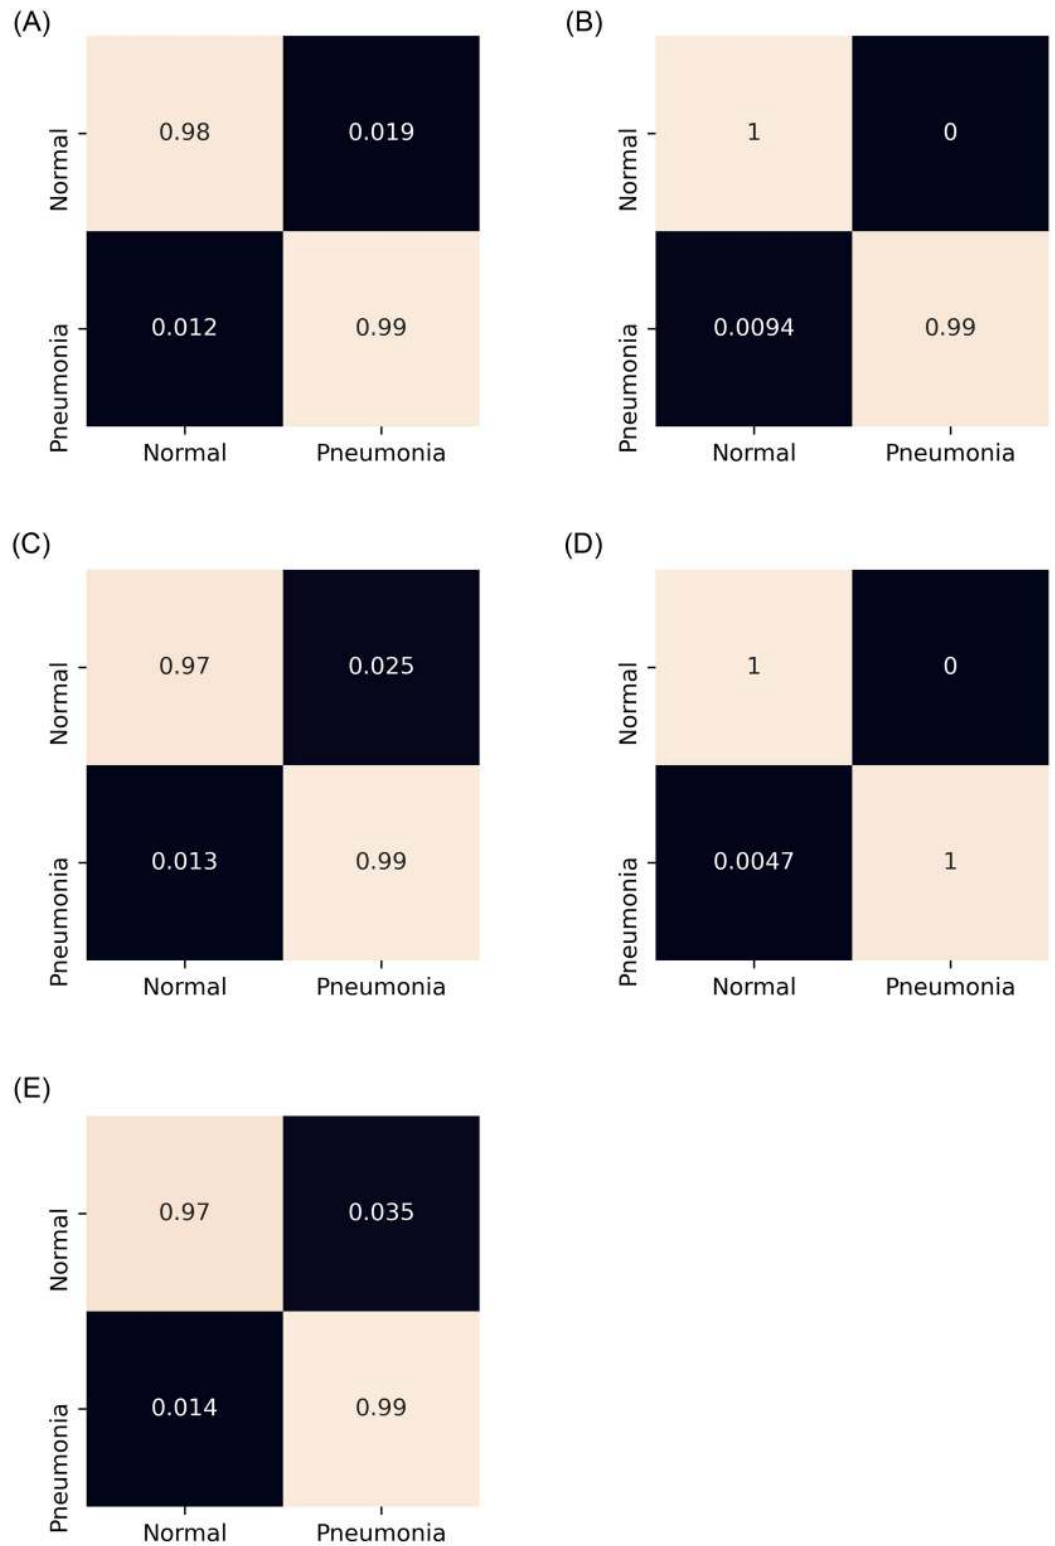 (A)
Normal
0.98 0.019
Pneumonia
0.012 0.99
Normal Pneumonia
(B)
Normal
1 0
Pneumonia
0.0094 0.99
Normal Pneumonia
(C)
Normal
0.97 0.025
Pneumonia
0.013 0.99
Normal Pneumonia
(D)
Normal
1 0
Pneumonia
0.0047 1
Normal Pneumonia
(E)
Normal
0.97 0.035
Pneumonia
0.014 0.99
Normal Pneumonia